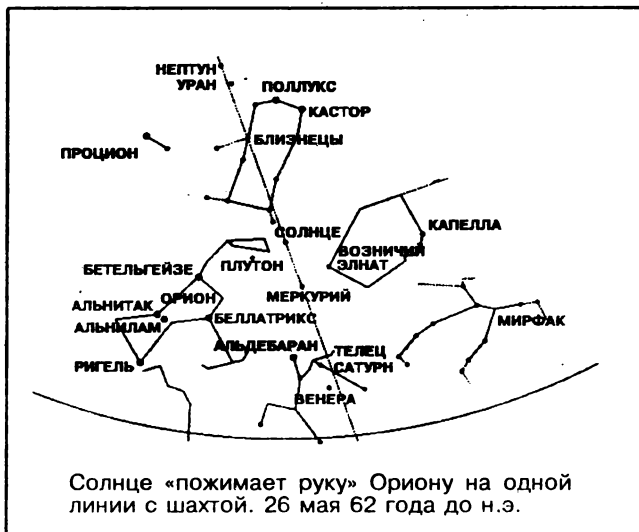 НЕПТУН
УРАН
ПОЛЛУКС
КАСТОР
БЛИЗНЕЦЫ
ПРОЦИОН
СОЛНЦЕ
КАПЕЛЛА
ВОЗНИЧИЙ
ЭЛНАТ
ПЛУТОН
БЕТЕЛЬГЕЙЗЕ
МЕРКУРИЙ
АЛЬНИТАК
ОРИОН
АЛЬНИЛАМ
БЕЛЛАТРИКС
МИРФАК
АЛЬДЕБАРАН
ТЕЛЕЦ
САТУРН
РИГЕЛЬ
ВЕНЕРА
Солнце «пожимает руку» Ориону на одной
линии с шахтой. 26 мая 62 года до н.э.